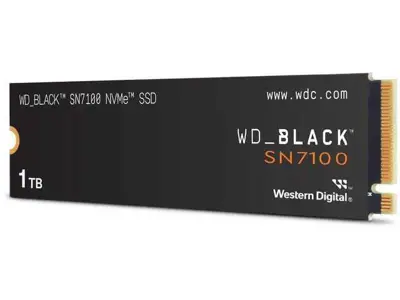 WD_BLACK™ SN7100 NVMe™ SSD
www.wdc.com
WD_BLACK™
SN7100
1TB
Western Digital®